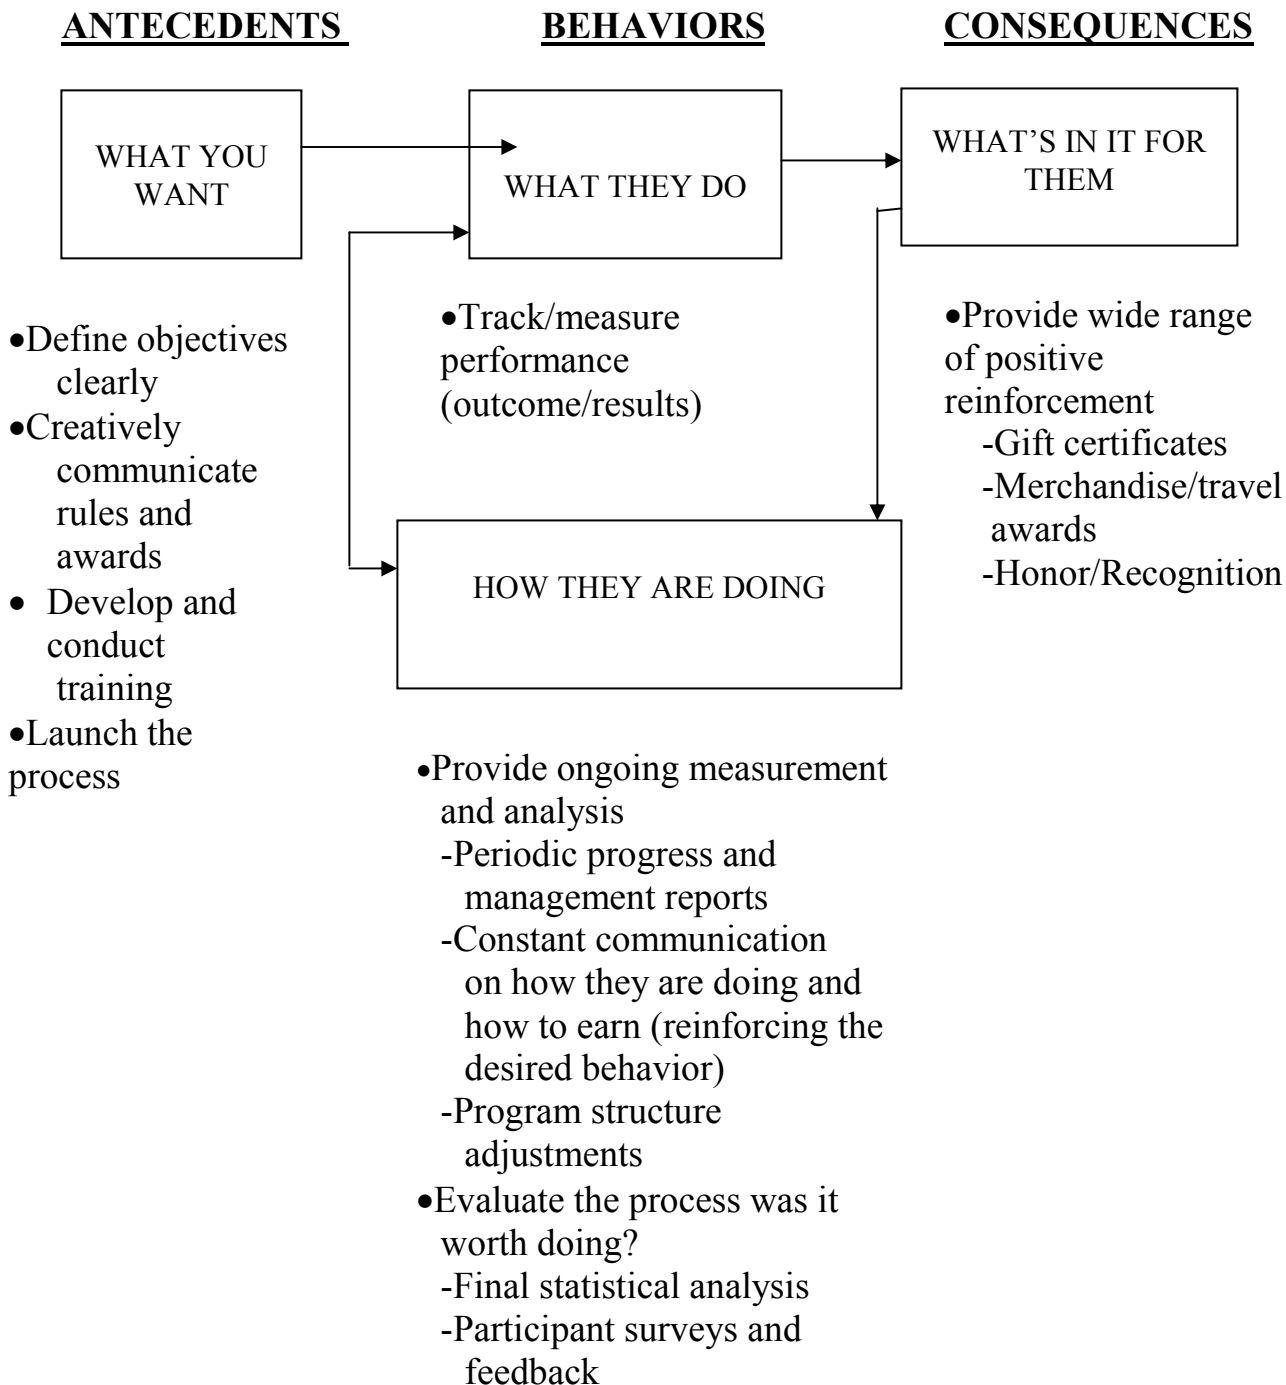 ANTECEDENTS
BEHAVIORS
CONSEQUENCES
WHAT YOU
WANT
WHAT THEY DO
WHAT’S IN IT FOR
THEM
•Define objectives
clearly
•Creatively
communicate
rules and
awards
• Develop and
conduct
training
•Launch the
process
•Track/measure
performance
(outcome/results)
•Provide wide range
of positive
reinforcement
-Gift certificates
-Merchandise/travel
awards
-Honor/Recognition
HOW THEY ARE DOING
•Provide ongoing measurement
and analysis
-Periodic progress and
management reports
-Constant communication
on how they are doing and
how to earn (reinforcing the
desired behavior)
-Program structure
adjustments
•Evaluate the process was it
worth doing?
-Final statistical analysis
-Participant surveys and
feedback